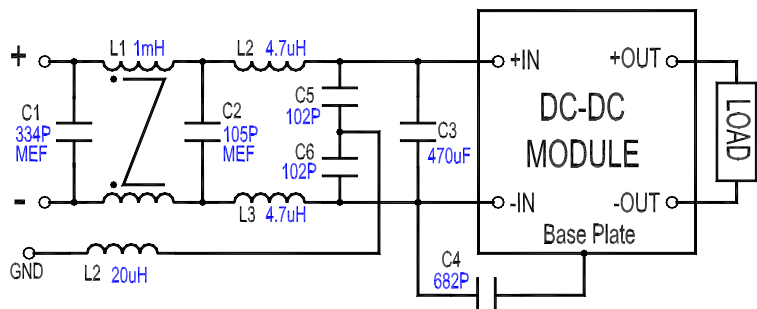 L1 1mH
L2 4.7uH
+
+IN
+OUT
C1
334P
MEF
C2
105P
MEF
C5
102P
C6
102P
C3
470uF
DC-DC
MODULE
LOAD
-
L3 4.7uH
-IN
-OUT
Base Plate
GND
L2 20uH
C4
682P